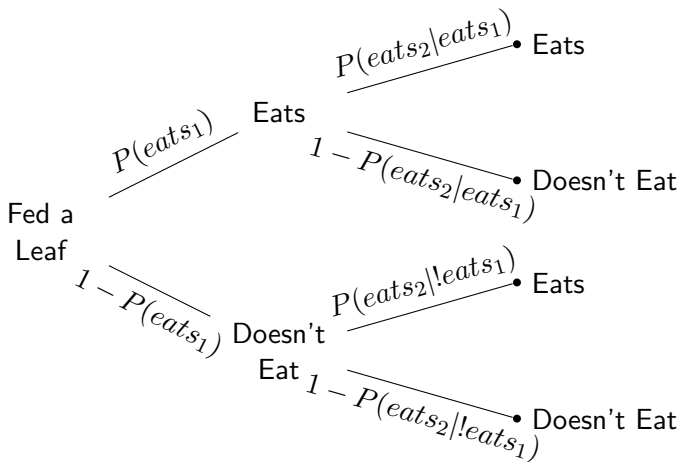 P(eats₂|eats₁)
Eats
Eats
P(eats₁)
1 − P(eats₂|eats₁)
Doesn't Eat
Fed a
Leaf
1 − P(eats₁)
P(eats₂|!eats₁)
Eats
Doesn't
Eat
1 − P(eats₂|!eats₁)
Doesn't Eat